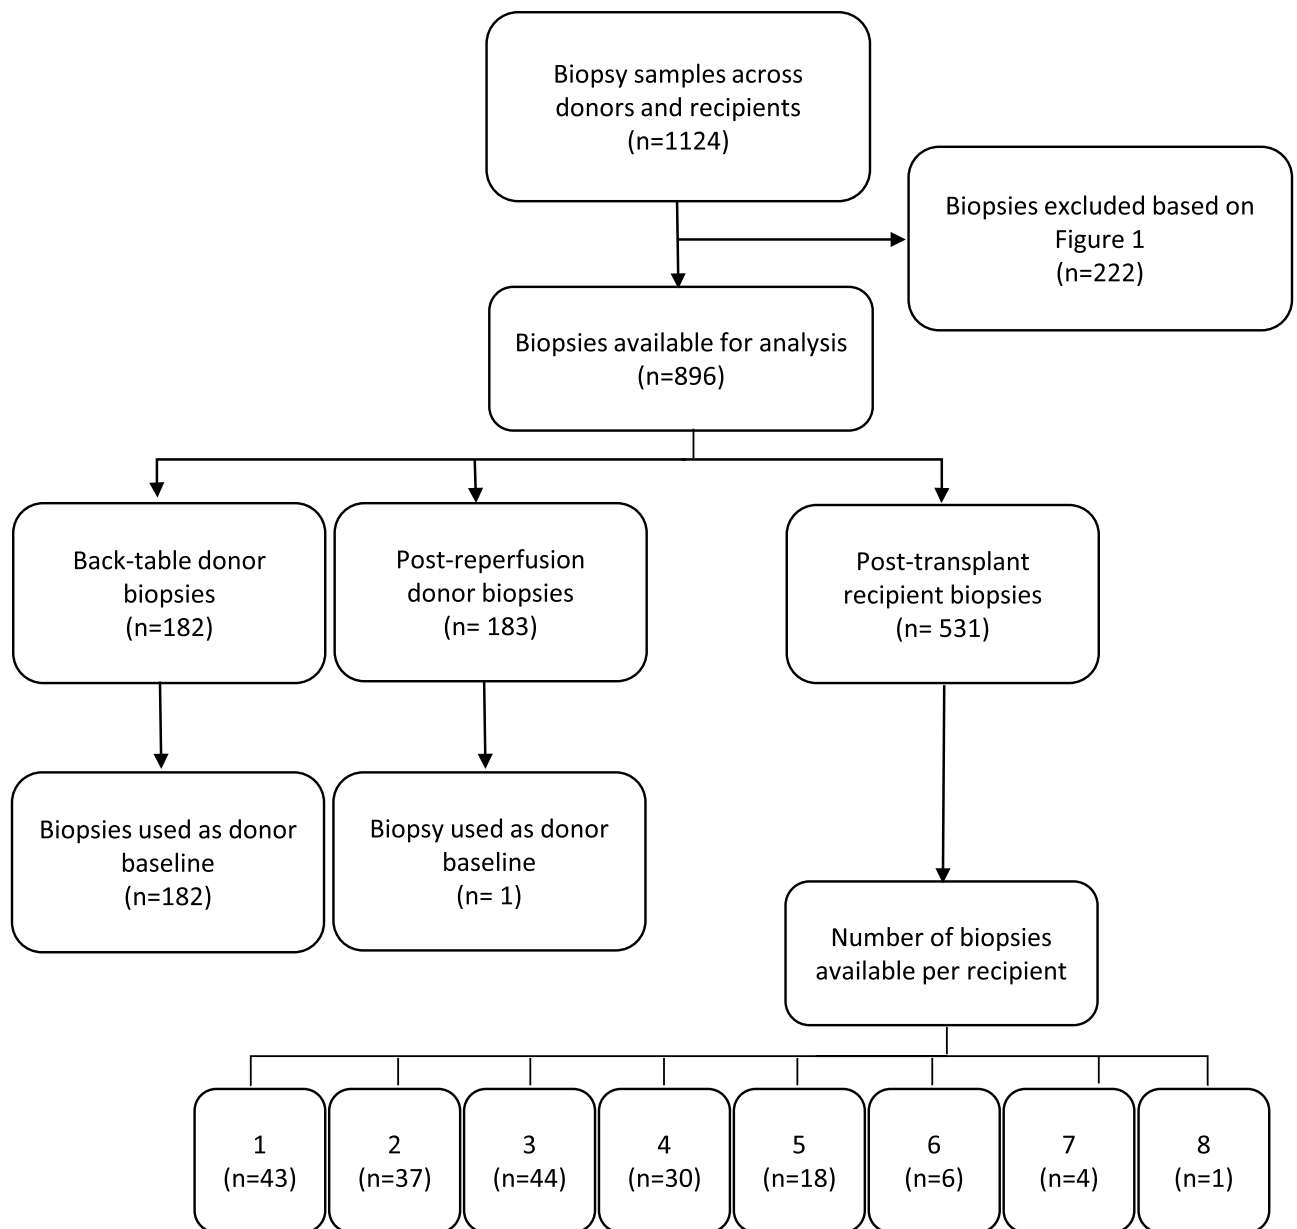 Biopsy samples across
donors and recipients
(n=1124)
Biopsies excluded based on
Figure 1
(n=222)
Biopsies available for analysis
(n=896)
Back-table donor
biopsies
(n=182)
Post-reperfusion
donor biopsies
(n= 183)
Post-transplant
recipient biopsies
(n= 531)
Biopsies used as donor
baseline
(n=182)
Biopsy used as donor
baseline
(n= 1)
Number of biopsies
available per recipient
1
(n=43)
2
(n=37)
3
(n=44)
4
(n=30)
5
(n=18)
6
(n=6)
7
(n=4)
8
(n=1)